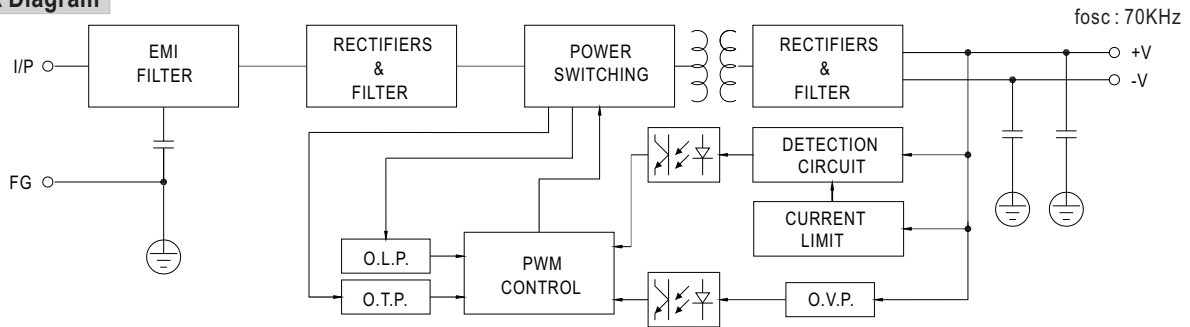 Diagram
fosc : 70KHz
I/P
EMI
FILTER
RECTIFIERS
&
FILTER
POWER
SWITCHING
RECTIFIERS
&
FILTER
+V
-V
FG
DETECTION
CIRCUIT
CURRENT
LIMIT
O.L.P.
O.T.P.
PWM
CONTROL
O.V.P.